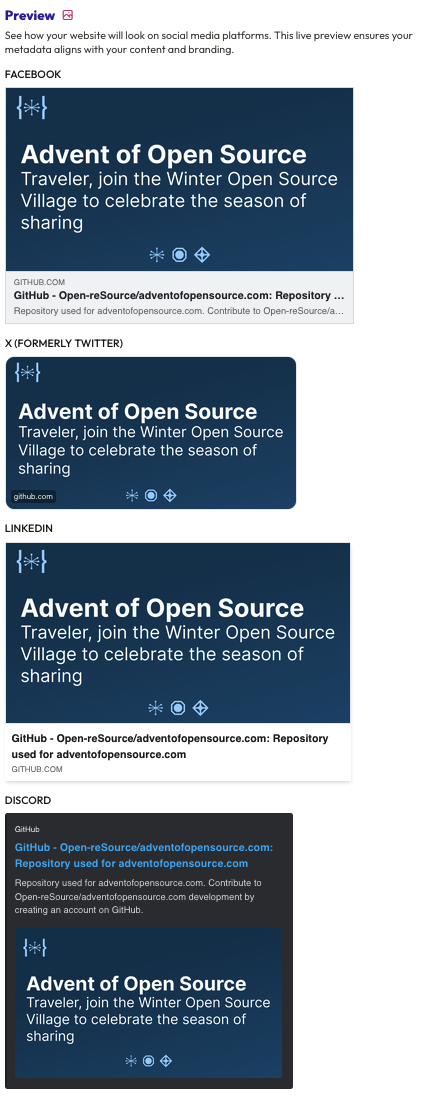 Preview
See how your website will look on social media platforms. This live preview ensures your
metadata aligns with your content and branding.
FACEBOOK
Advent of Open Source
Traveler, join the Winter Open Source
Village to celebrate the season of
sharing
GITHUB.COM
GitHub - Open-reSource/adventofopensource.com: Repository ...
Repository used for adventofopensource.com. Contribute to Open-reSource/a...
X (FORMERLY TWITTER)
Advent of Open Source
Traveler, join the Winter Open Source
Village to celebrate the season of
sharing
github.com
LINKEDIN
Advent of Open Source
Traveler, join the Winter Open Source
Village to celebrate the season of
sharing
GitHub - Open-reSource/adventofopensource.com: Repository
used for adventofopensource.com
GITHUB.COM
DISCORD
GitHub
GitHub - Open-reSource/adventofopensource.com:
Repository used for adventofopensource.com
Repository used for adventofopensource.com. Contribute to
Open-reSource/adventofopensource.com development by
creating an account on GitHub.
Advent of Open Source
Traveler, join the Winter Open Source
Village to celebrate the season of
sharing